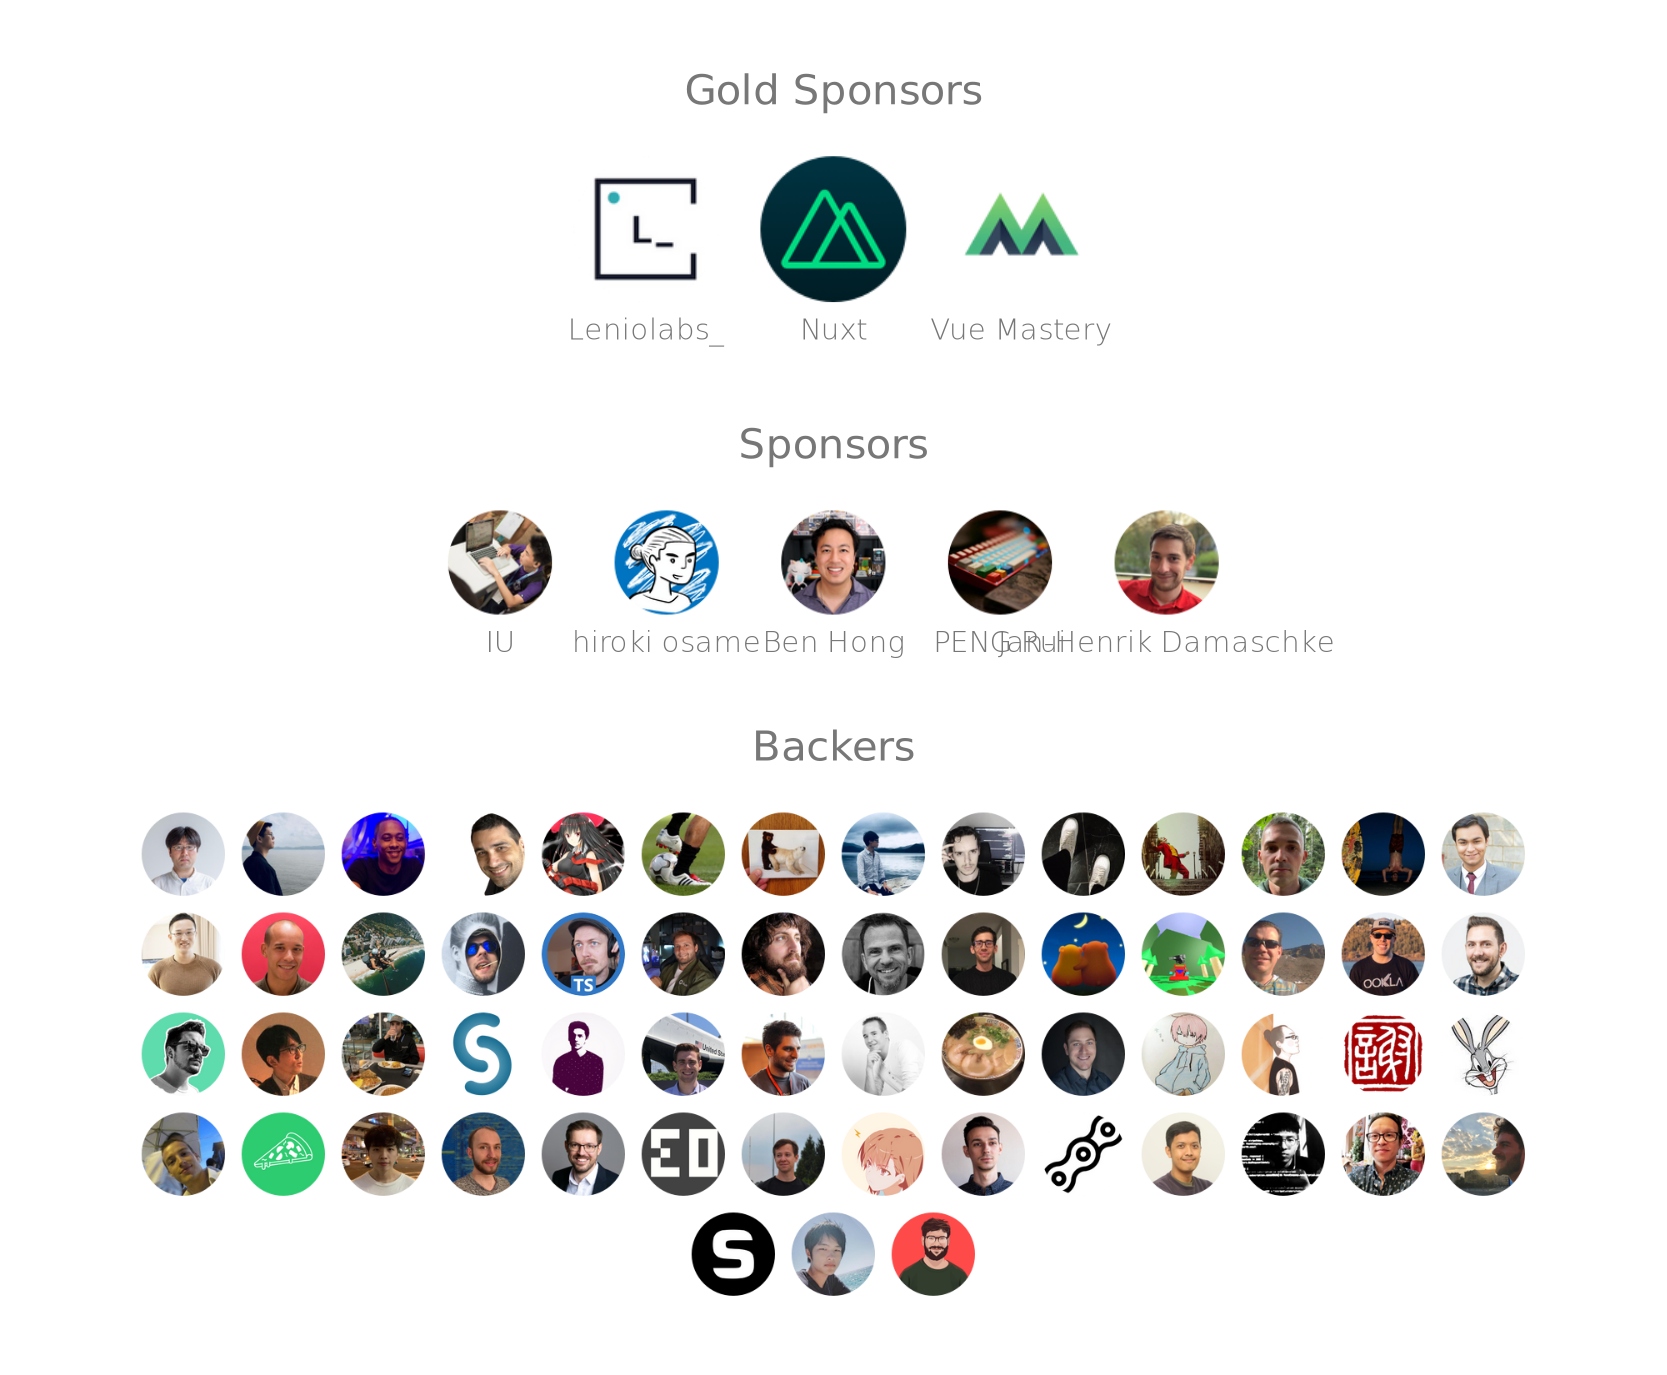 Gold Sponsors
L_
Leniolabs_
Nuxt
Vue Mastery
Sponsors
IU
hiroki osame
Ben Hong
PENG Rui
Jan-Henrik Damaschke
Backers
TS
OOKLA
S
謝
S